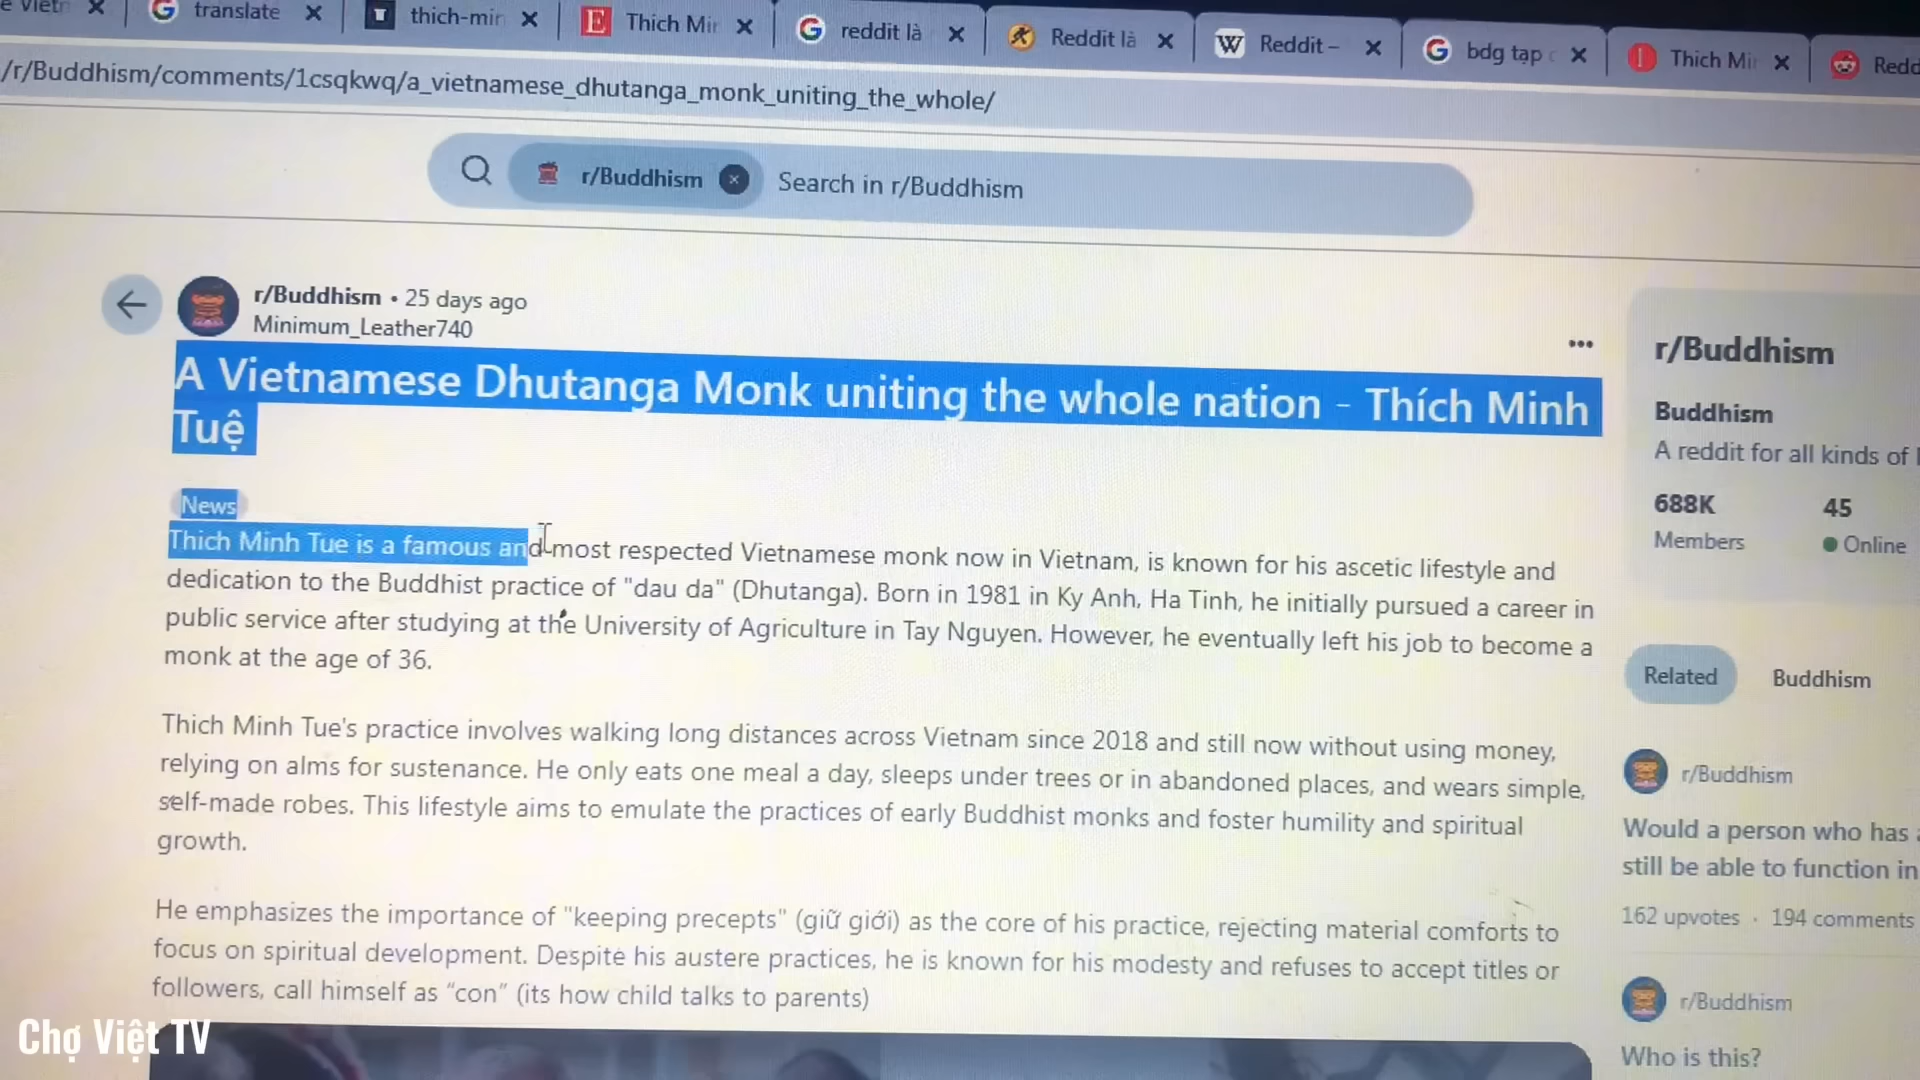 translate
thich-min
Thich Mir
reddit là
Reddit là
Reddit –
bdg tạp
Thich Mi
Redd
/r/Buddhism/comments/1csqkwq/a_vietnamese_dhutanga_monk_uniting_the_whole/
r/Buddhism
Search in r/Buddhism
r/Buddhism • 25 days ago
Minimum_Leather740
A Vietnamese Dhutanga Monk uniting the whole nation - Thích Minh
Tuệ
News
Thich Minh Tue is a famous and most respected Vietnamese monk now in Vietnam, is known for his ascetic lifestyle and
dedication to the Buddhist practice of "dau da" (Dhutanga). Born in 1981 in Ky Anh, Ha Tinh, he initially pursued a career in
public service after studying at the University of Agriculture in Tay Nguyen. However, he eventually left his job to become a
monk at the age of 36.
Thich Minh Tue's practice involves walking long distances across Vietnam since 2018 and still now without using money,
relying on alms for sustenance. He only eats one meal a day, sleeps under trees or in abandoned places, and wears simple,
self-made robes. This lifestyle aims to emulate the practices of early Buddhist monks and foster humility and spiritual
growth.
He emphasizes the importance of "keeping precepts" (giữ giới) as the core of his practice, rejecting material comforts to
focus on spiritual development. Despite his austere practices, he is known for his modesty and refuses to accept titles or
followers, call himself as “con” (its how child talks to parents)
r/Buddhism
Buddhism
A reddit for all kinds of
688K
45
Members
Online
Related
Buddhism
r/Buddhism
Would a person who has
still be able to function in
162 upvotes · 194 comments
r/Buddhism
Who is this?
Chợ Việt TV